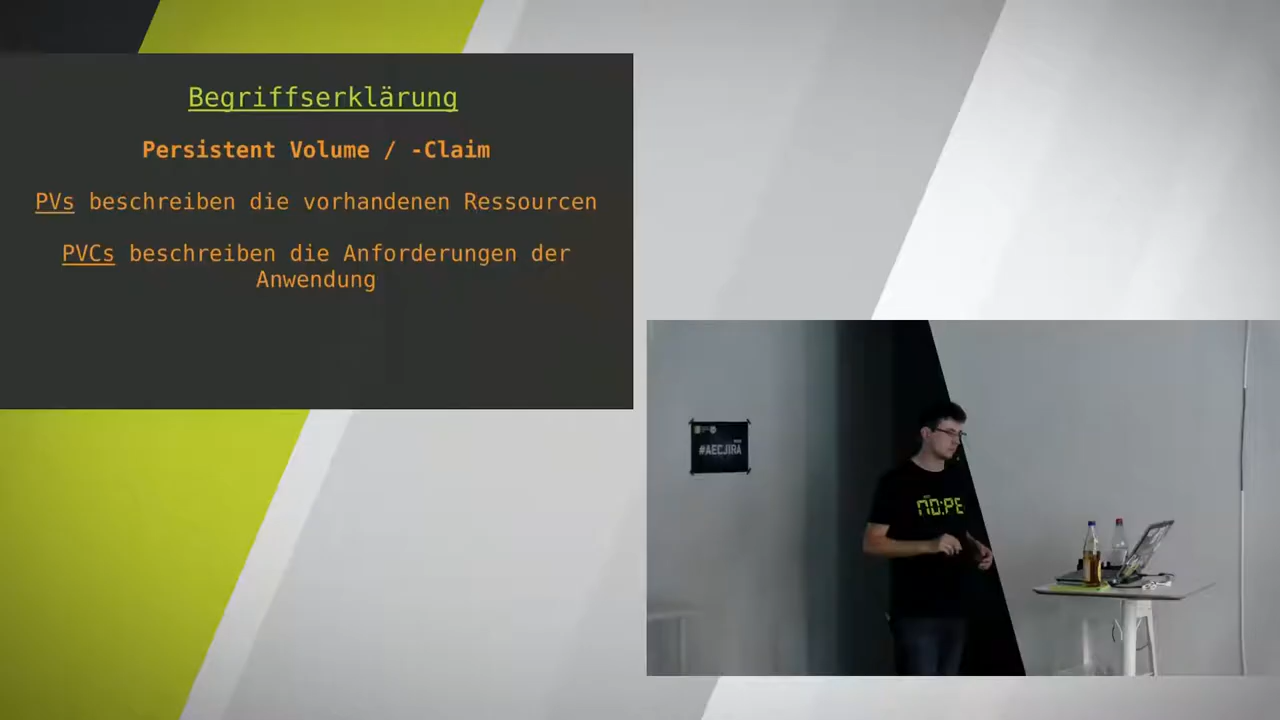 Begriffserklärung
Persistent Volume / -Claim
PVs beschreiben die vorhandenen Ressourcen
PVCs beschreiben die Anforderungen der
Anwendung
#AECJIRA
NO:PE